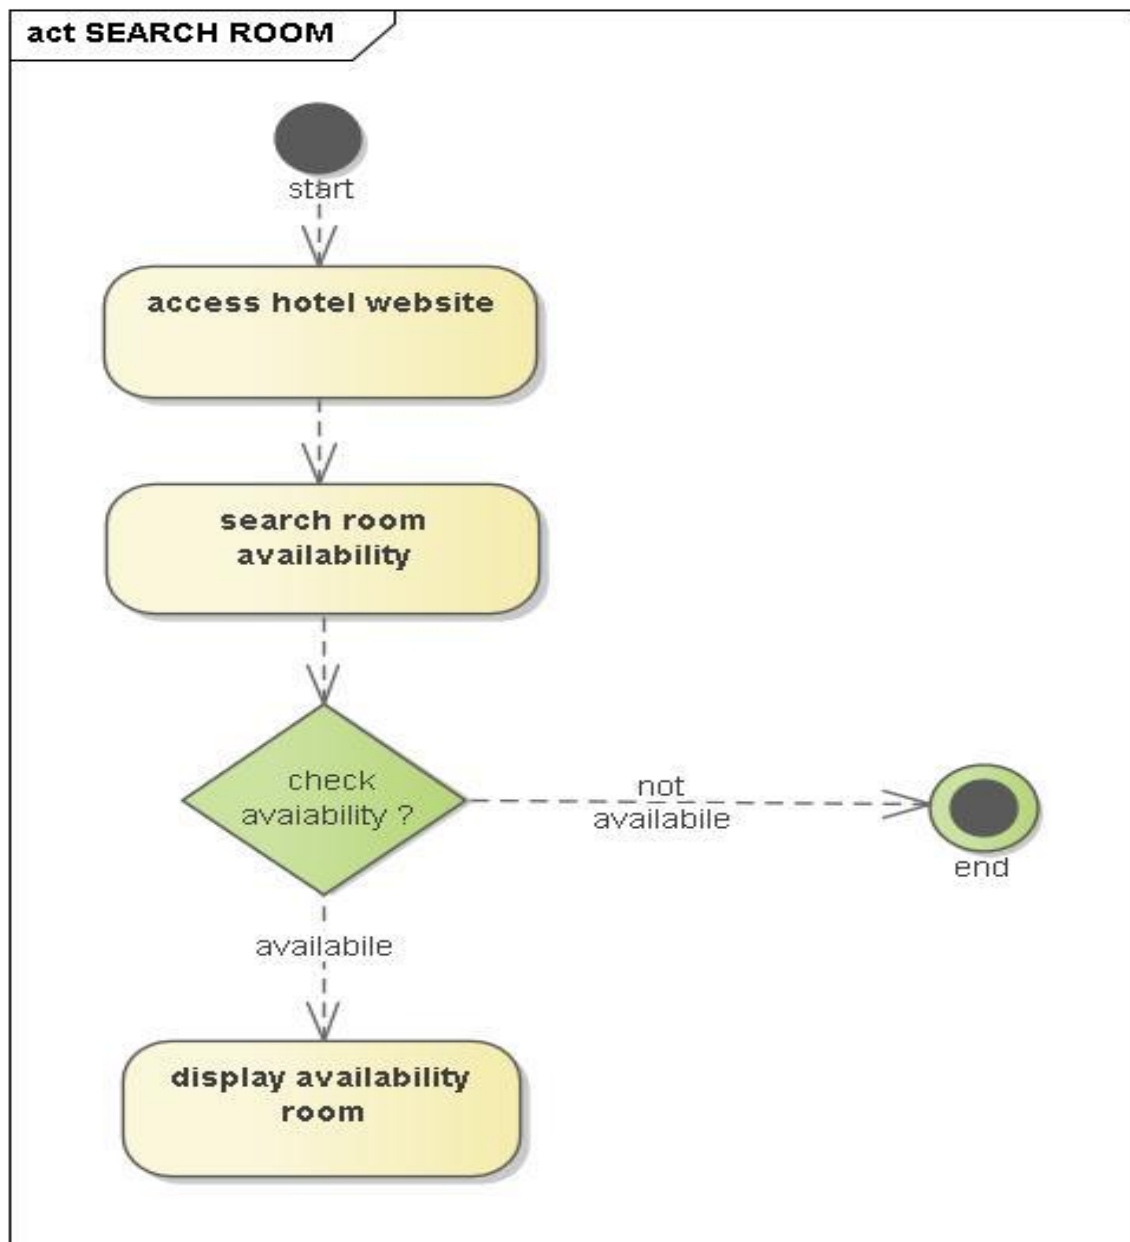 act SEARCH ROOM
start
access hotel website
search room
availability
check
avaiability ?
not
availabile
end
availabile
display availability
room